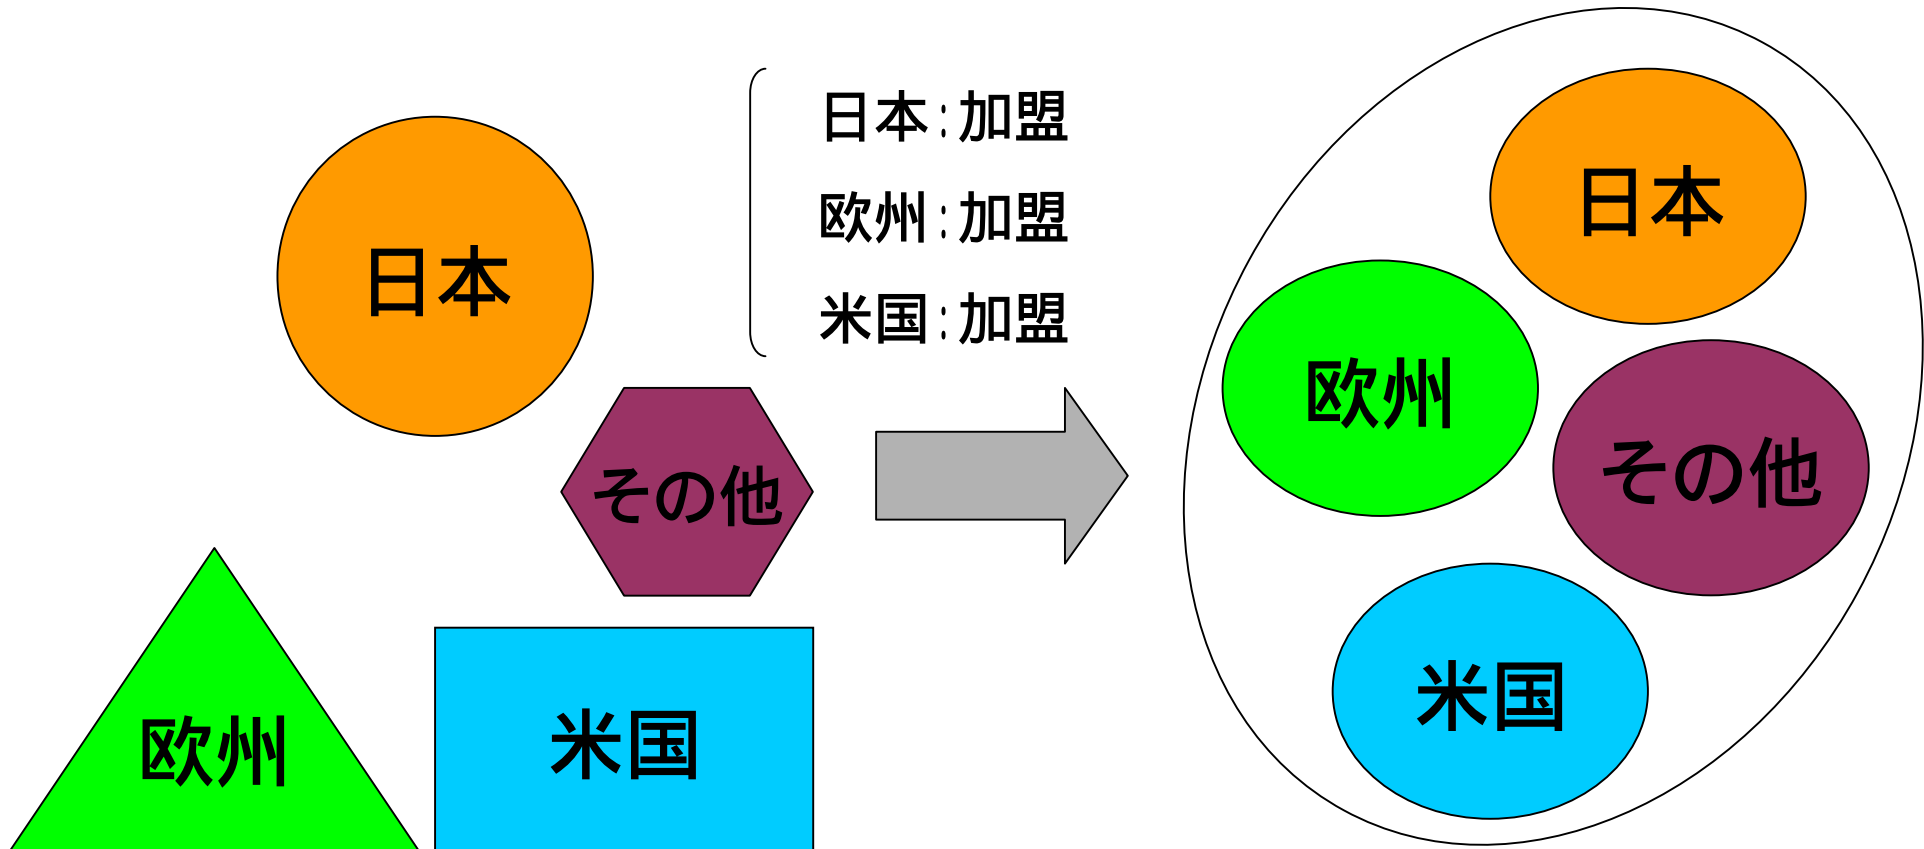 日本
その他
欧州
米国
日本：加盟
欧州：加盟
米国：加盟
日本
欧州
その他
米国